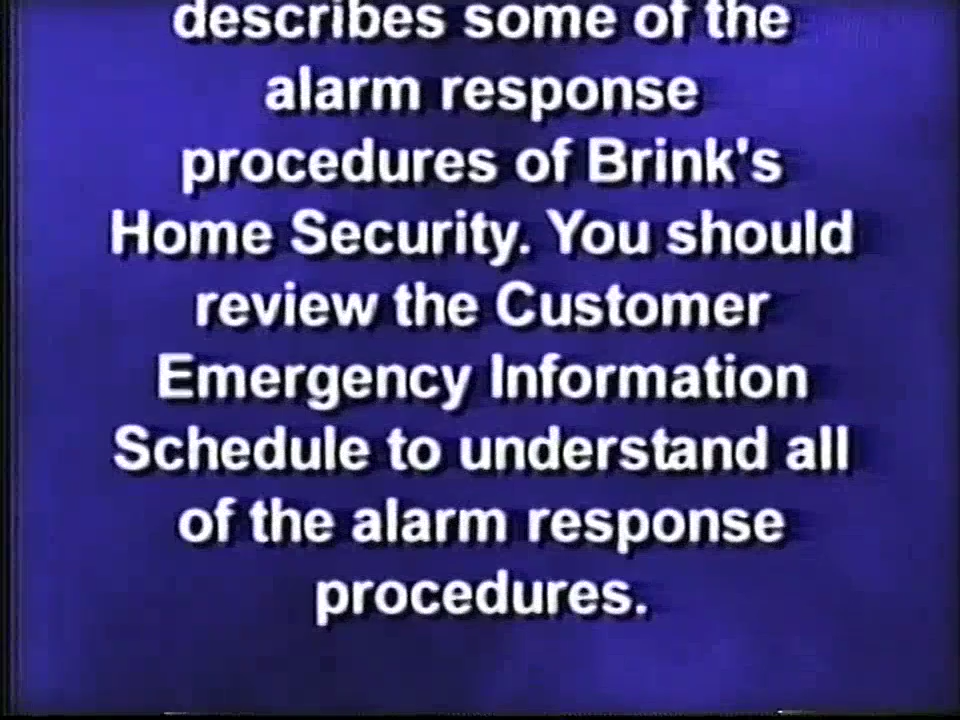 describes some of the
alarm response
procedures of Brink's
Home Security. You should
review the Customer
Emergency Information
Schedule to understand all
of the alarm response
procedures.